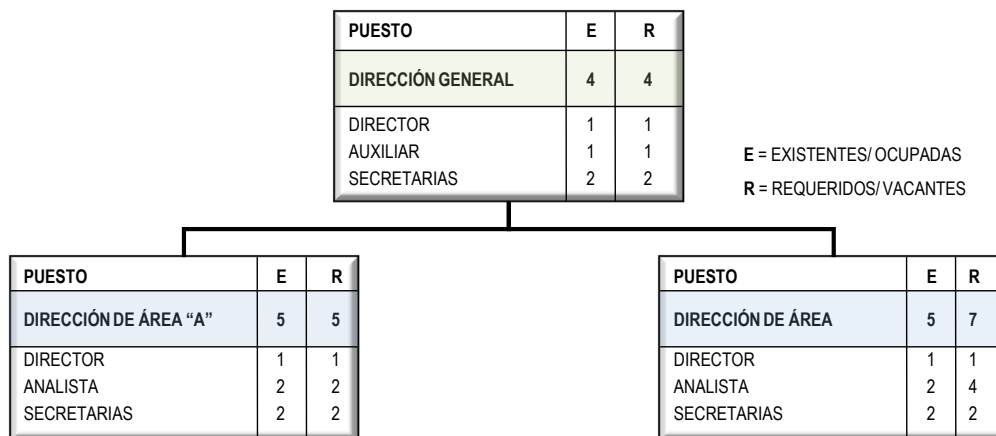 PUESTO E R
DIRECCIÓN GENERAL 4 4
DIRECTOR 1 1
AUXILIAR 1 1
SECRETARIAS 2 2
E = EXISTENTES/ OCUPADAS
R = REQUERIDOS/ VACANTES
PUESTO E R
DIRECCIÓN DE ÁREA “A” 5 5
DIRECTOR 1 1
ANALISTA 2 2
SECRETARIAS 2 2
PUESTO E R
DIRECCIÓN DE ÁREA 5 7
DIRECTOR 1 1
ANALISTA 2 4
SECRETARIAS 2 2